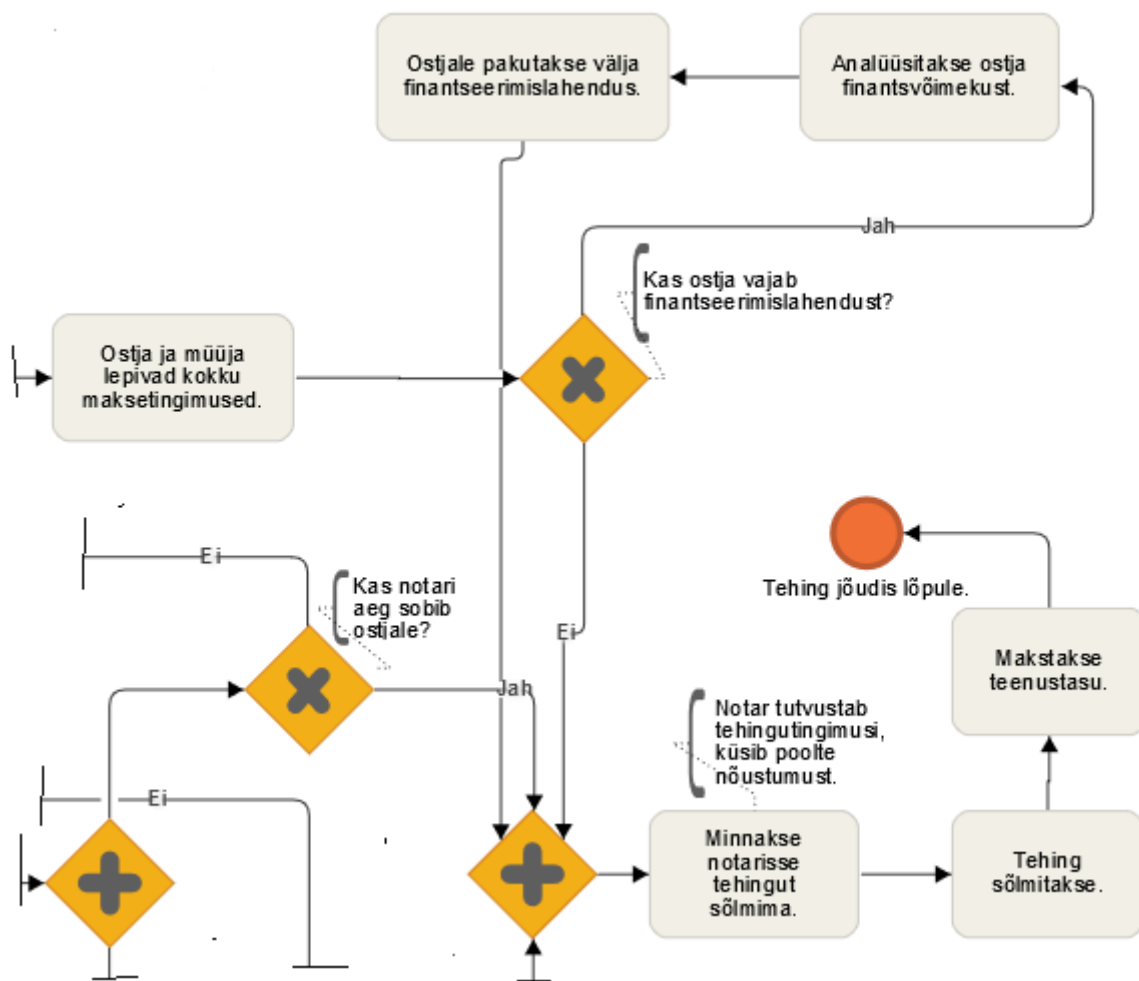 Ostjale pakutakse välja
finantseerimislahendus.
Analüüsitakse ostja
finantsvõimekust.
Jah
Kas ostja vajab
finantseerimislahendust?
Ostja ja müüja
lepivad kokku
maksetingimused.
Ei
Kas notari
aeg sobib
ostjale?
Tehing jõudis lõpule.
Ei
Makstakse
teenustasu.
Jah
Notar tutvustab
tehingutingimusi,
küsib poolte
nõustumust.
Ei
Minnakse
notarisse
tehingut
sõlmima.
Tehing
sõlmitakse.